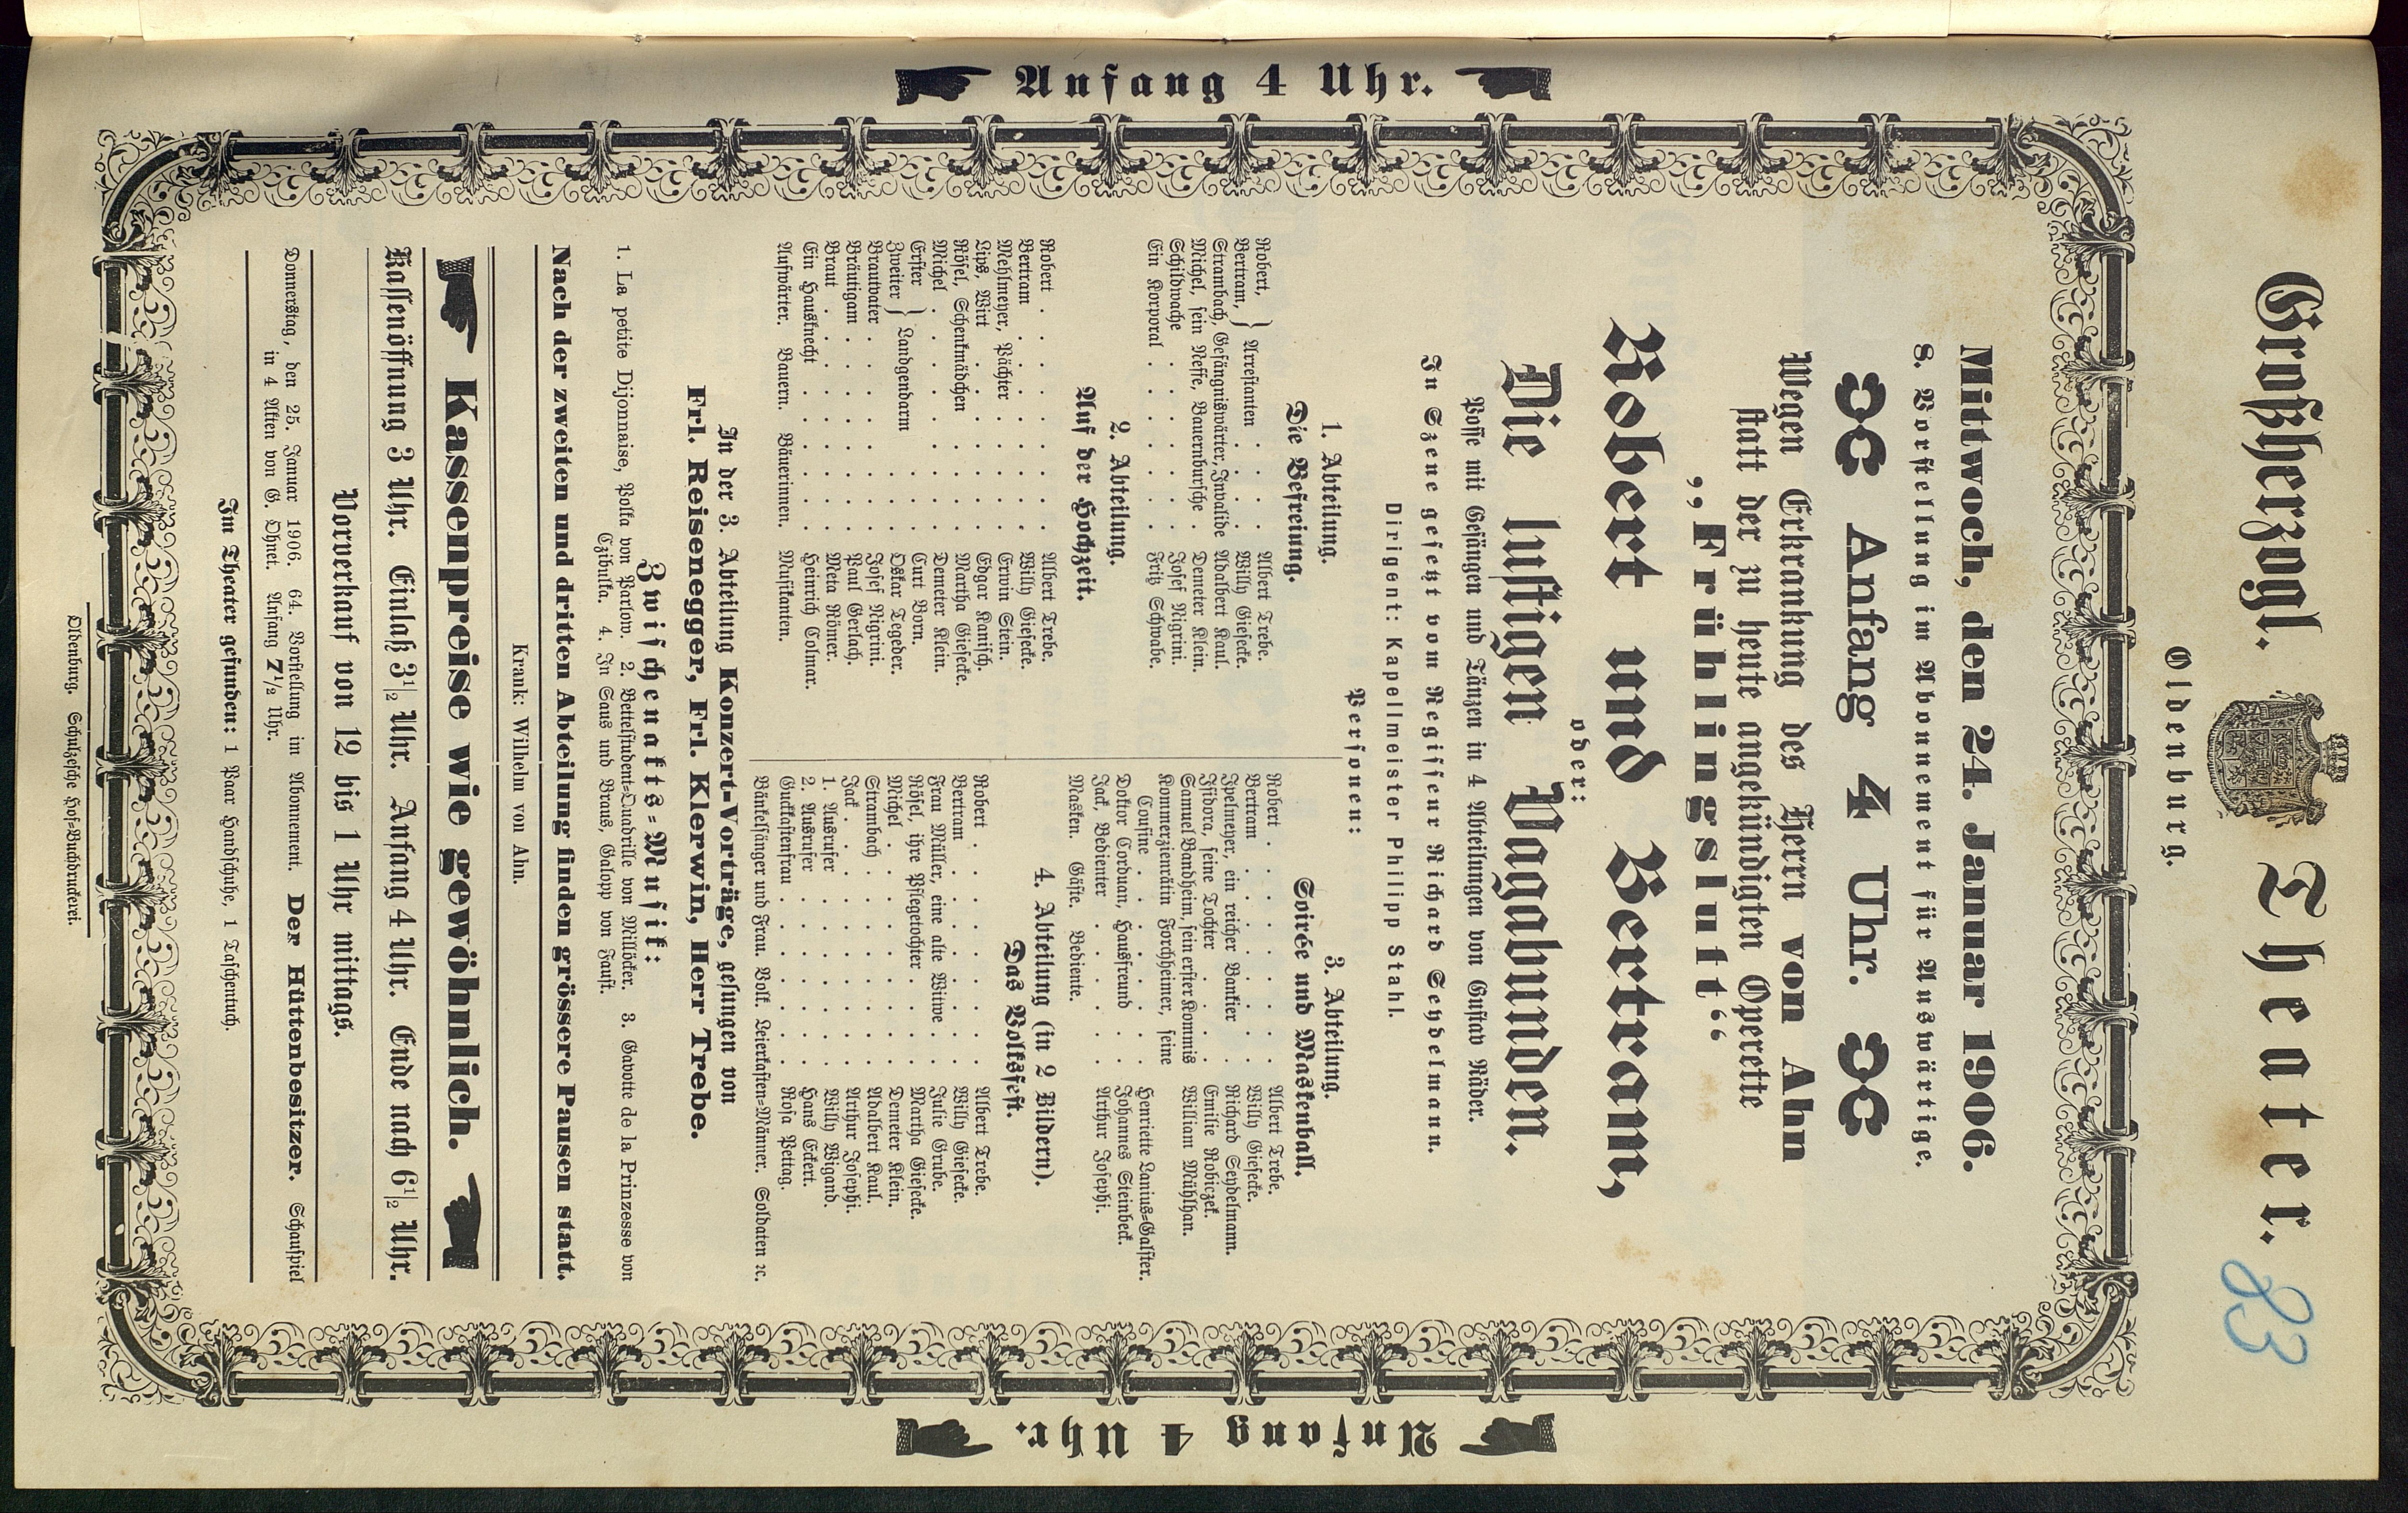 Großherzogl. Theater.
83
Oldenburg.
Mittwoch, den 24. Januar 1906.
8. Vorstellung im Abonnement für Auswärtige.
Anfang 4 Uhr.
Wegen Erkrankung des Herrn von Ahn
statt der zu heute angekündigten Operette
„Frühlingsluft“
Robert und Bertram,
oder:
Die lustigen Vagabunden.
Posse mit Gesängen und Tänzen in 4 Abteilungen von Gustav Räder.
In Szene gesetzt vom Regisseur Richard Seydelmann.
Dirigent: Kapellmeister Philipp Stahl.
Personen:
1. Abteilung.
Die Befreiung.
Robert, } Arrestanten . . . . Albert Trebe.
Bertram, } . . . . Willy Giesecke.
Strambach, Gefängniswärter, Invalide Adalbert Kaul.
Michel, sein Neffe, Bauernbursche . Demeter Klein.
Schildwache . . . . . . Josef Nigrini.
Ein Korporal . . . . . . Fritz Schwabe.
2. Abteilung.
Auf der Hochzeit.
Robert . . . . . . . Albert Trebe.
Bertram . . . . . . . Willy Giesecke.
Mehlmeyer, Pächter . . . . . Erwin Stein.
Lips, Wirt . . . . . . Edgar Kanisch.
Rösel, Schenkmädchen . . . . Martha Giesecke.
Michel . . . . . . . Demeter Klein.
Erster } Landgendarm . . . . Curt Born.
Zweiter } . . . . Oskar Tegeder.
Brautvater . . . . . . Josef Nigrini.
Bräutigam . . . . . . Paul Gerlach.
Braut . . . . . . . Meta Römer.
Ein Hausknecht . . . . . Heinrich Colmar.
Aufwärter. Bauern. Bäuerinnen. Musikanten.
3. Abteilung.
Soirée und Maskenball.
Robert . . . . . . . Albert Trebe.
Bertram . . . . . . . Willy Giesecke.
Ipelmeyer, ein reicher Bankier . Richard Seydelmann.
Isidora, seine Tochter . . . . Emilie Robiczek.
Samuel Bandheim, sein erster Kommis William Mühlhan.
Kommerzienrätin Forchheimer, seine
Cousine . . . . . . Henriette Lanius-Galster.
Doktor Corduan, Hausfreund . . Johannes Steinbeck.
Jack, Bedienter . . . . . Arthur Josephi.
Masken. Gäste. Bediente.
4. Abteilung (in 2 Bildern).
Das Volksfest.
Robert . . . . . . . Albert Trebe.
Bertram . . . . . . . Willy Giesecke.
Frau Müller, eine alte Witwe . . Julie Grube.
Rösel, ihre Pflegetochter . . . Martha Giesecke.
Michel . . . . . . . Demeter Klein.
Strambach . . . . . . Adalbert Kaul.
Jack . . . . . . . Arthur Josephi.
1. Ausrufer . . . . . . Willy Wigand.
2. Ausrufer . . . . . . Hans Eckert.
Guckkastenfrau . . . . . Rosa Pettag.
Bänkelsänger und Frau. Volk. Leierkasten-Männer. Soldaten ꝛc.
In der 3. Abteilung Konzert-Vorträge, gesungen von
Frl. Reisenegger, Frl. Klerwin, Herr Trebe.
Zwischenakts-Musik:
1. La petite Dijonnaise, Polka von Parlow. 2. Bettelstudent-Quadrille von Millöcker. 3. Gavotte de la Prinzesse von
Czibulka. 4. In Saus und Braus, Galopp von Faust.
Nach der zweiten und dritten Abteilung finden grössere Pausen statt.
Krank: Wilhelm von Ahn.
Kassenpreise wie gewöhnlich.
Kassenöffnung 3 Uhr. Einlaß 3½ Uhr. Anfang 4 Uhr. Ende nach 6½ Uhr.
Vorverkauf von 12 bis 1 Uhr mittags.
Donnerstag, den 25. Januar 1906. 64. Vorstellung im Abonnement. Der Hüttenbesitzer. Schauspiel
in 4 Akten von G. Ohnet. Anfang 7½ Uhr.
Im Theater gefunden: 1 Paar Handschuhe, 1 Taschentuch.
Oldenburg. Schulzesche Hof-Buchdruckerei.
Anfang 4 Uhr.
Anfang 4 Uhr.